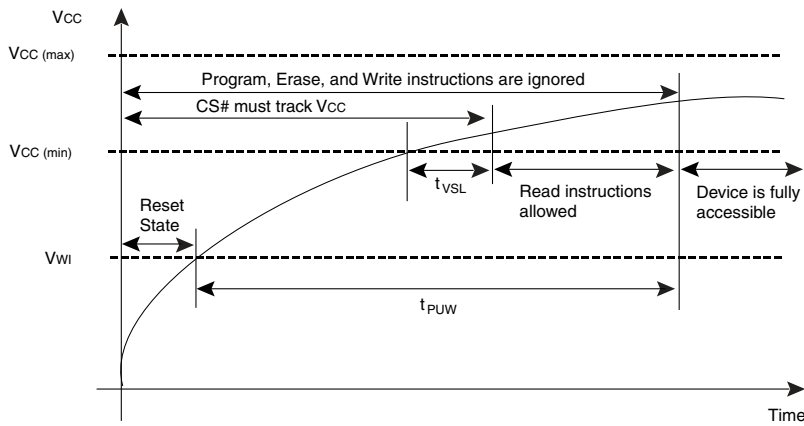 VCC
VCC (max)
Program, Erase, and Write instructions are ignored
CS# must track VCC
VCC (min)
tVSL
Read instructions
allowed
Device is fully
accessible
Reset
State
VWI
tPUW
Time